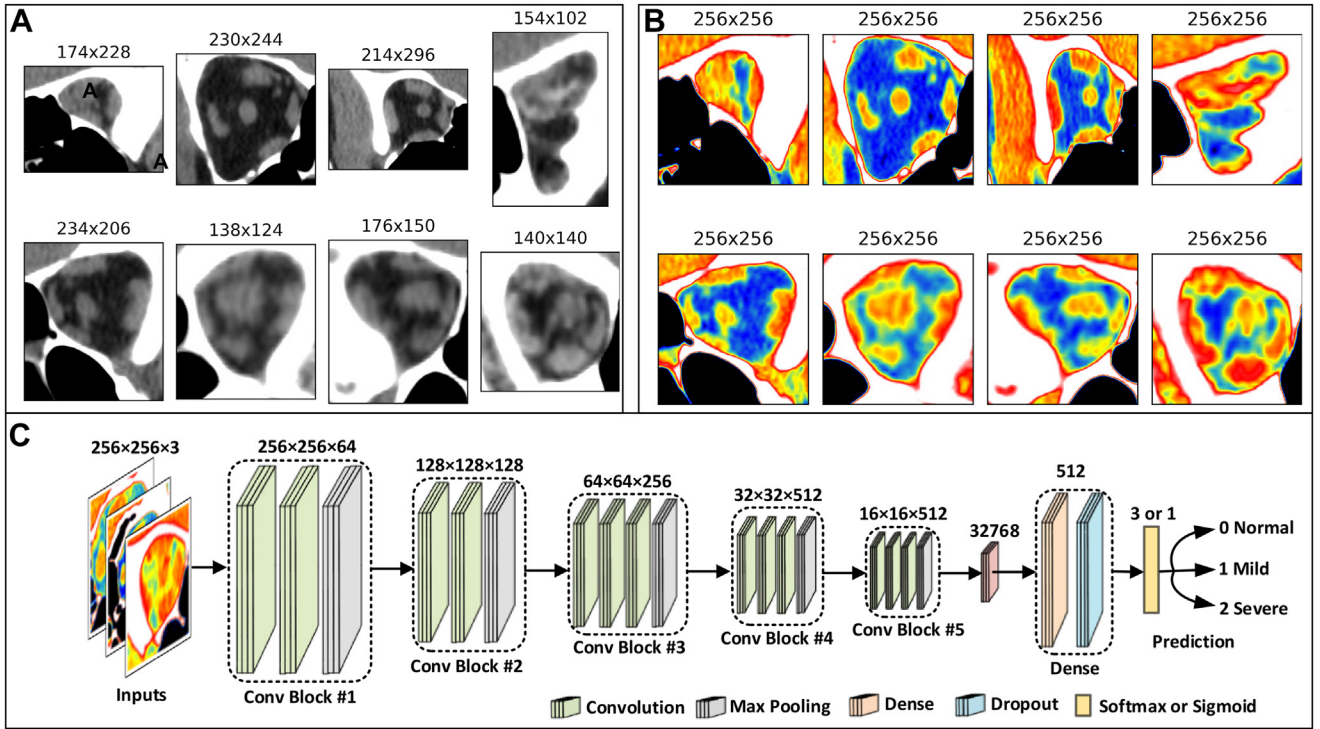 A
174x228
230x244
214x296
154x102
A
A
234x206
138x124
176x150
140x140
B
256x256
256x256
256x256
256x256
256x256
256x256
256x256
256x256
C
256×256×3
256×256×64
128×128×128
64×64×256
32×32×512
16×16×512
32768
512
3 or 1
0 Normal
1 Mild
2 Severe
Inputs
Conv Block #1
Conv Block #2
Conv Block #3
Conv Block #4
Conv Block #5
Dense
Prediction
Convolution
Max Pooling
Dense
Dropout
Softmax or Sigmoid